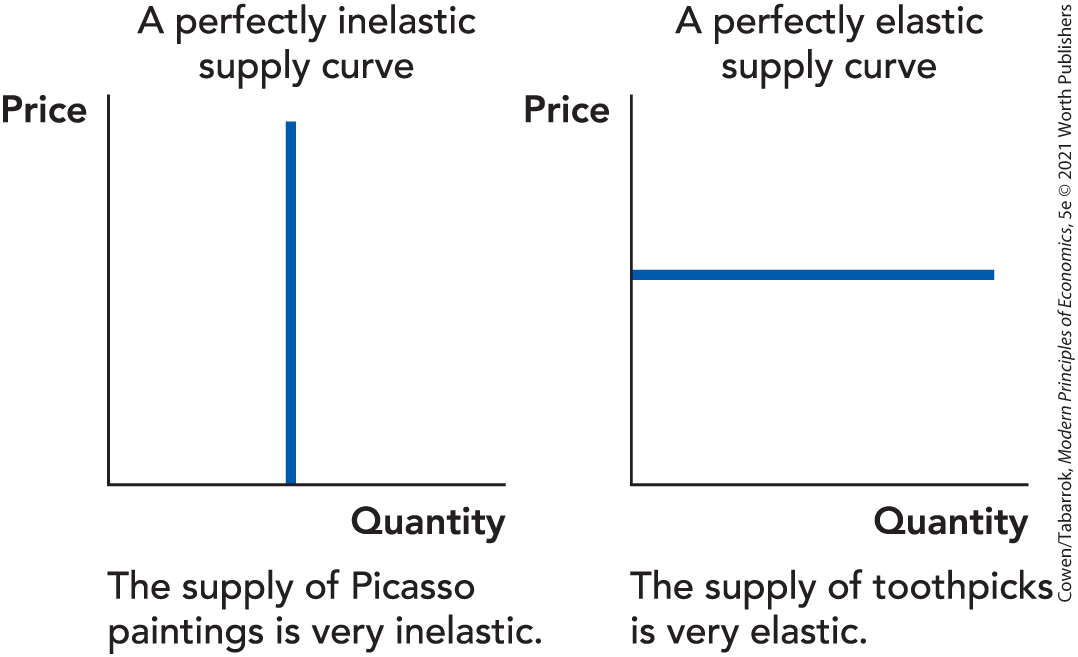 A perfectly inelastic
supply curve
Price
Quantity
The supply of Picasso
paintings is very inelastic.
A perfectly elastic
supply curve
Price
Quantity
The supply of toothpicks
is very elastic.
Cowen/Tabarrok, Modern Principles of Economics, 5e © 2021 Worth Publishers